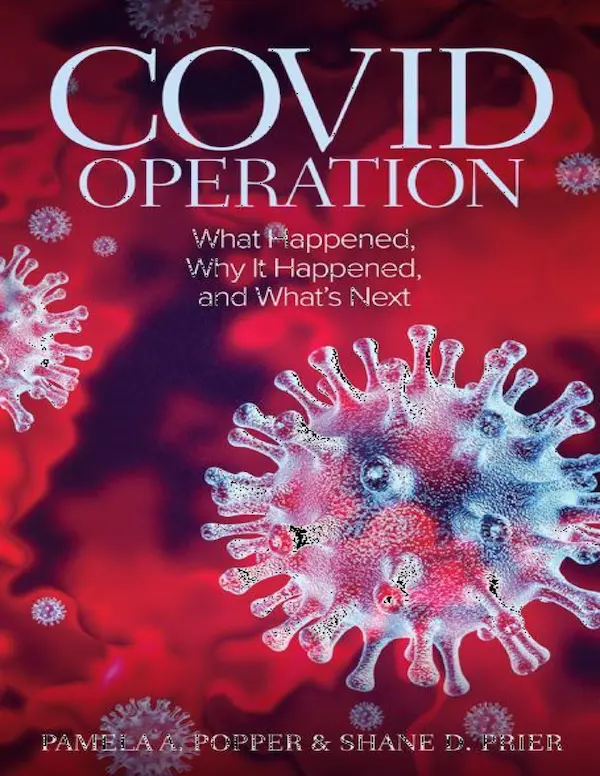 COVID
OPERATION
What Happened,
Why It Happened,
and What's Next
PAMELA A. POPPER & SHANE D. PRIER